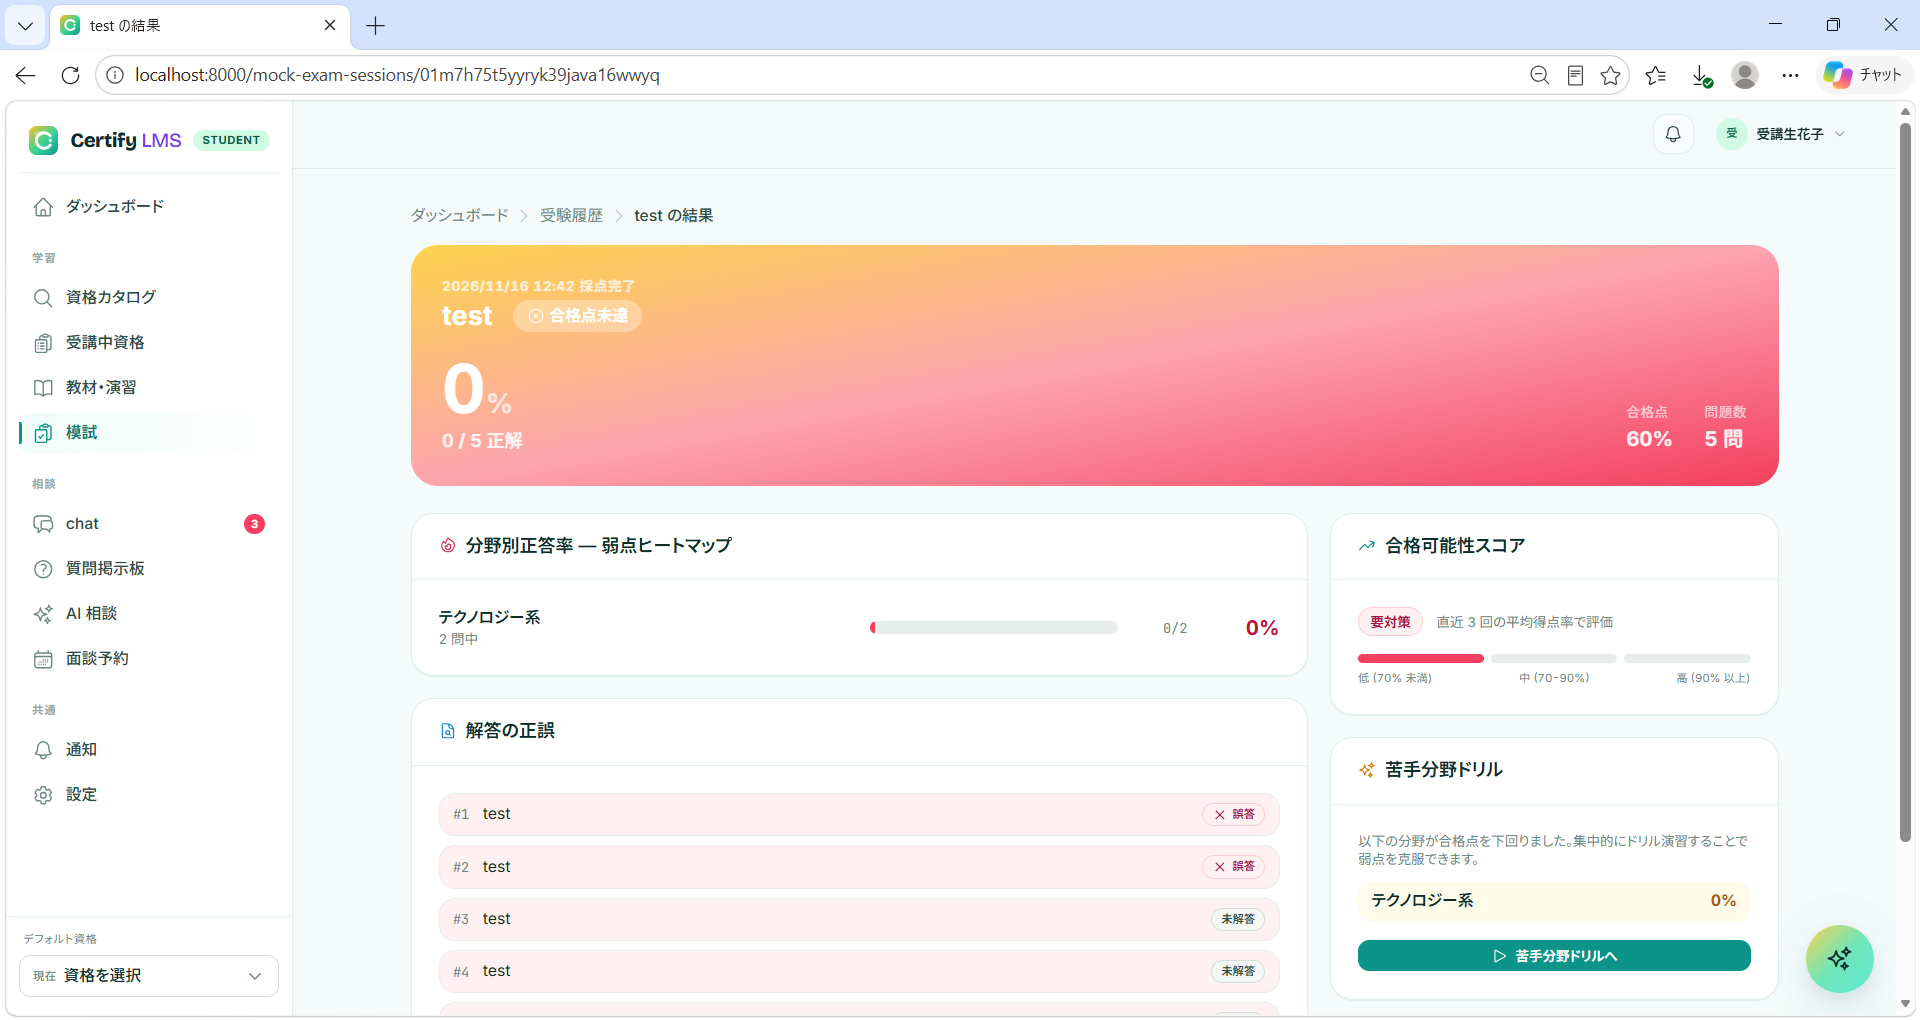 test の結果
localhost:8000/mock-exam-sessions/01m7h75t5yyryk39java16wwyq
チャット
Certify LMS STUDENT
受 受講生花子
ダッシュボード
学習
資格カタログ
受講中資格
教材・演習
模試
相談
chat 3
質問掲示板
AI 相談
面談予約
共通
通知
設定
デフォルト資格
現在 資格を選択
ダッシュボード > 受験履歴 > test の結果
2026/11/16 12:42 採点完了
test 合格点未達
0%
0 / 5 正解
合格点 問題数
60% 5 問
分野別正答率 — 弱点ヒートマップ
テクノロジー系
2 問中
0/2 0%
解答の正誤
#1 test 誤答
#2 test 誤答
#3 test 未解答
#4 test 未解答
合格可能性スコア
要対策 直近 3 回の平均得点率で評価
低 (70% 未満) 中 (70-90%) 高 (90% 以上)
苦手分野ドリル
以下の分野が合格点を下回りました。集中的にドリル演習することで
弱点を克服できます。
テクノロジー系 0%
苦手分野ドリルへ